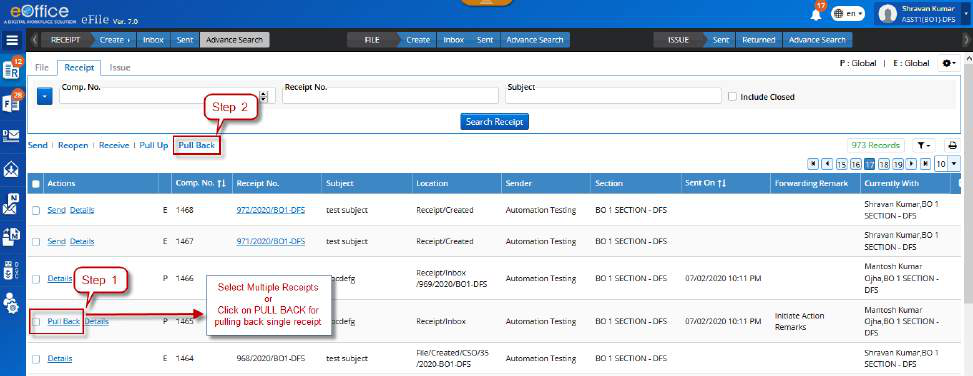 eOffice
A DIGITAL WORKPLACE SOLUTION
eFile Ver. 7.0
17
en
Shravan Kumar
ASST1(BO1)-DFS
RECEIPT Create Inbox Sent Advance Search
FILE Create Inbox Sent Advance Search
ISSUE Sent Returned Advance Search
12
28
File Receipt Issue
P : Global | E : Global
Comp. No.
Receipt No.
Subject
Include Closed
Search Receipt
Step 2
Send | Reopen | Receive | Pull Up | Pull Back
973 Records
15 16 17 18 19
10
Actions Comp. No. Receipt No. Subject Location Sender Section Sent On Forwarding Remark Currently With
Send Details E 1468 972/2020/BO1-DFS test subject Receipt/Created Automation Testing BO 1 SECTION - DFS
Shravan Kumar,BO 1
SECTION - DFS
Send Details E 1467 971/2020/BO1-DFS test subject Receipt/Created Automation Testing BO 1 SECTION - DFS
Shravan Kumar,BO 1
SECTION - DFS
Details P 1466
bcdefg
Receipt/Inbox
/969/2020/BO1
-DFS
Automation Testing BO 1 SECTION - DFS 07/02/2020 10:11 PM
Mantosh Kumar
Ojha,BO 1 SECTION -
DFS
Step 1
Select Multiple Receipts
or
Click on PULL BACK for
pulling back single receipt
Pull Back Details P 1465
cdefg Receipt/Inbox Automation Testing BO 1 SECTION - DFS 07/02/2020 10:11 PM
Initiate Action
Remarks
Mantosh Kumar
Ojha,BO 1 SECTION -
DFS
Details E 1464 968/2020/BO1-DFS test subject
File/Created/CSO/35
/2020-BO1-DFS
Automation Testing BO 1 SECTION - DFS
Shravan Kumar,BO 1
SECTION - DFS